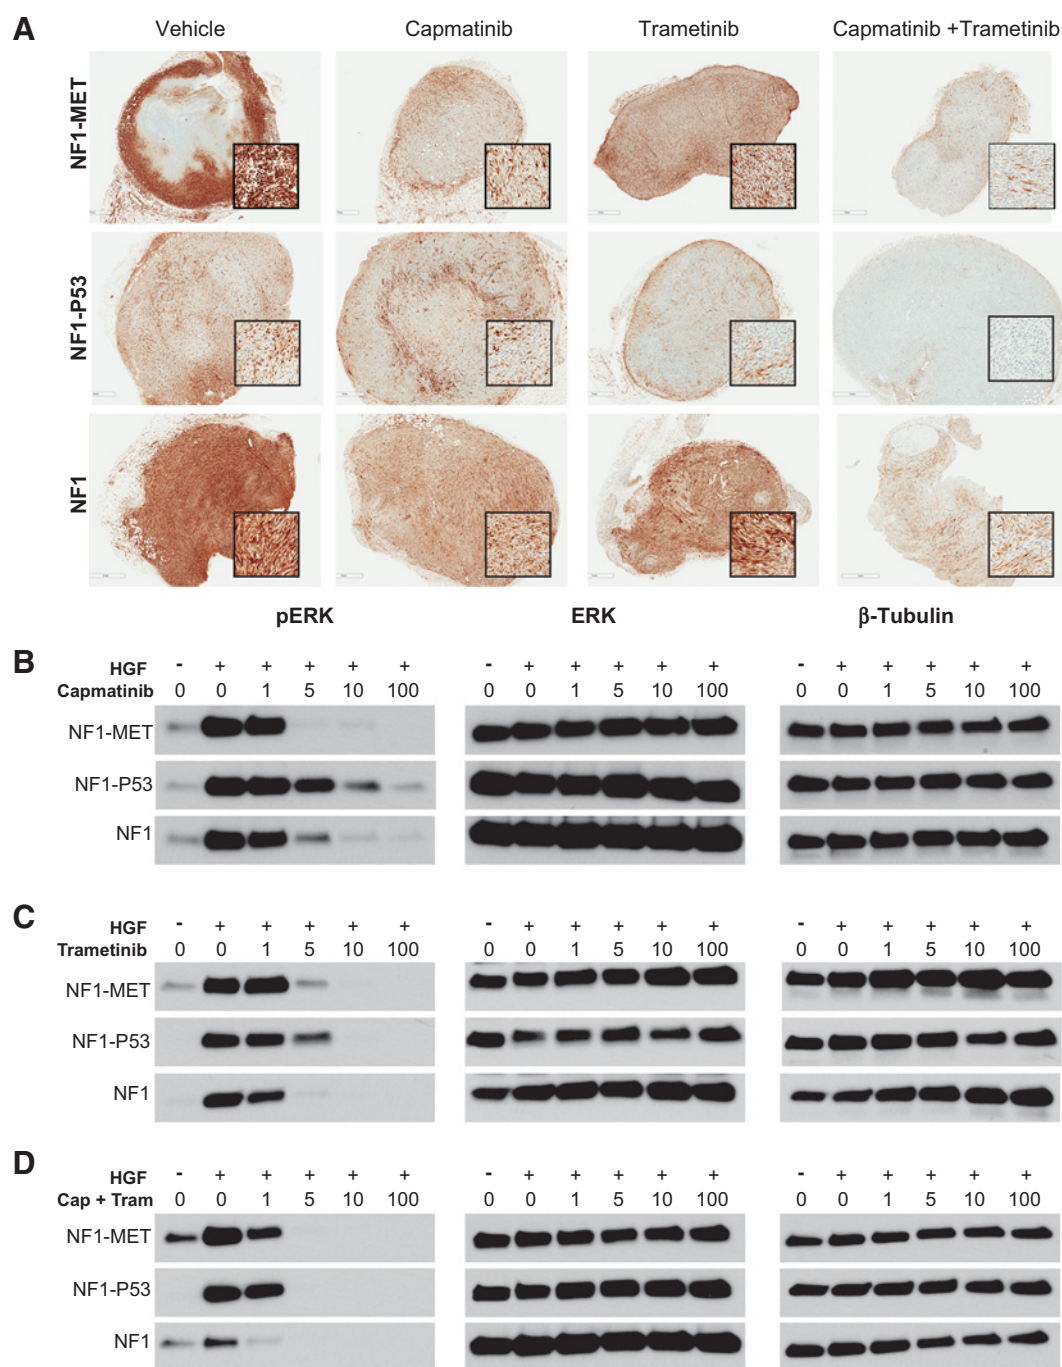 A
Vehicle Capmatinib Trametinib Capmatinib +Trametinib
NF1-MET
NF1-P53
NF1
pERK ERK β-Tubulin
B
HGF - + + + + + - + + + + + - + + + + +
Capmatinib 0 0 1 5 10 100 0 0 1 5 10 100 0 0 1 5 10 100
NF1-MET
NF1-P53
NF1
C
HGF - + + + + + - + + + + + - + + + + +
Trametinib 0 0 1 5 10 100 0 0 1 5 10 100 0 0 1 5 10 100
NF1-MET
NF1-P53
NF1
D
HGF - + + + + + - + + + + + - + + + + +
Cap + Tram 0 0 1 5 10 100 0 0 1 5 10 100 0 0 1 5 10 100
NF1-MET
NF1-P53
NF1